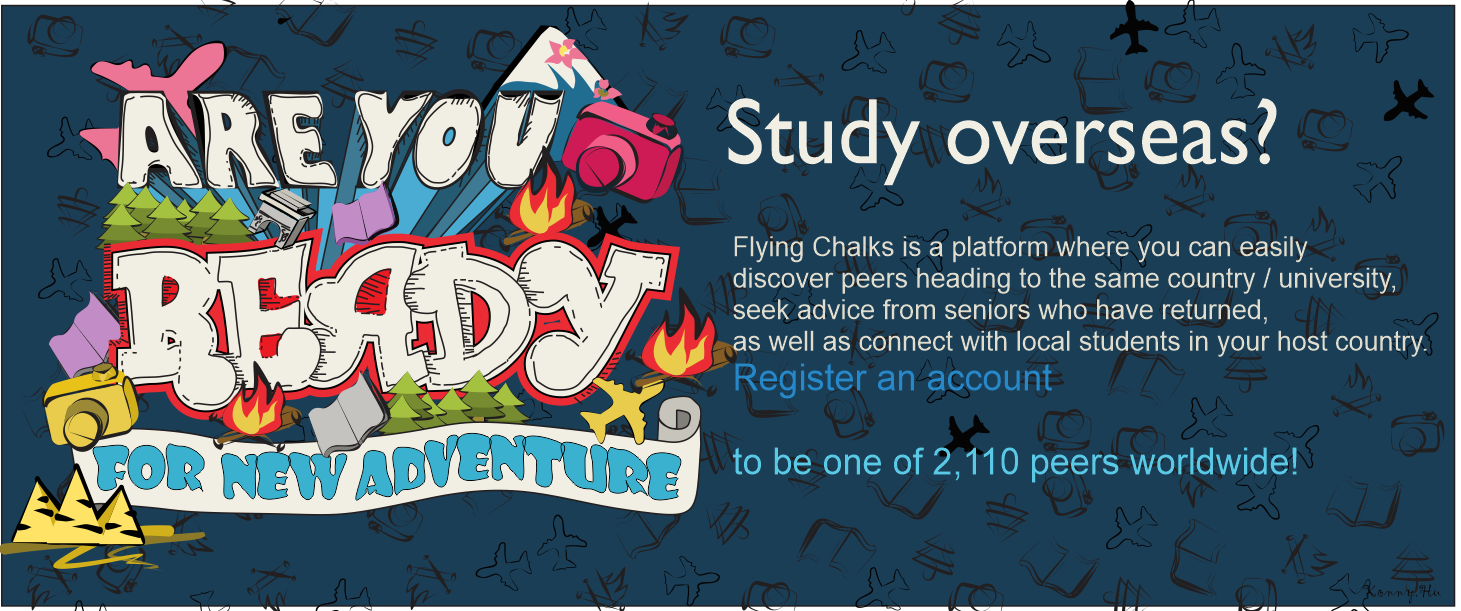 ARE YOU
READY
FOR NEW ADVENTURE
Study overseas?
Flying Chalks is a platform where you can easily
discover peers heading to the same country / university,
seek advice from seniors who have returned,
as well as connect with local students in your host country.
Register an account
to be one of 2,110 peers worldwide!
Konny.Hu